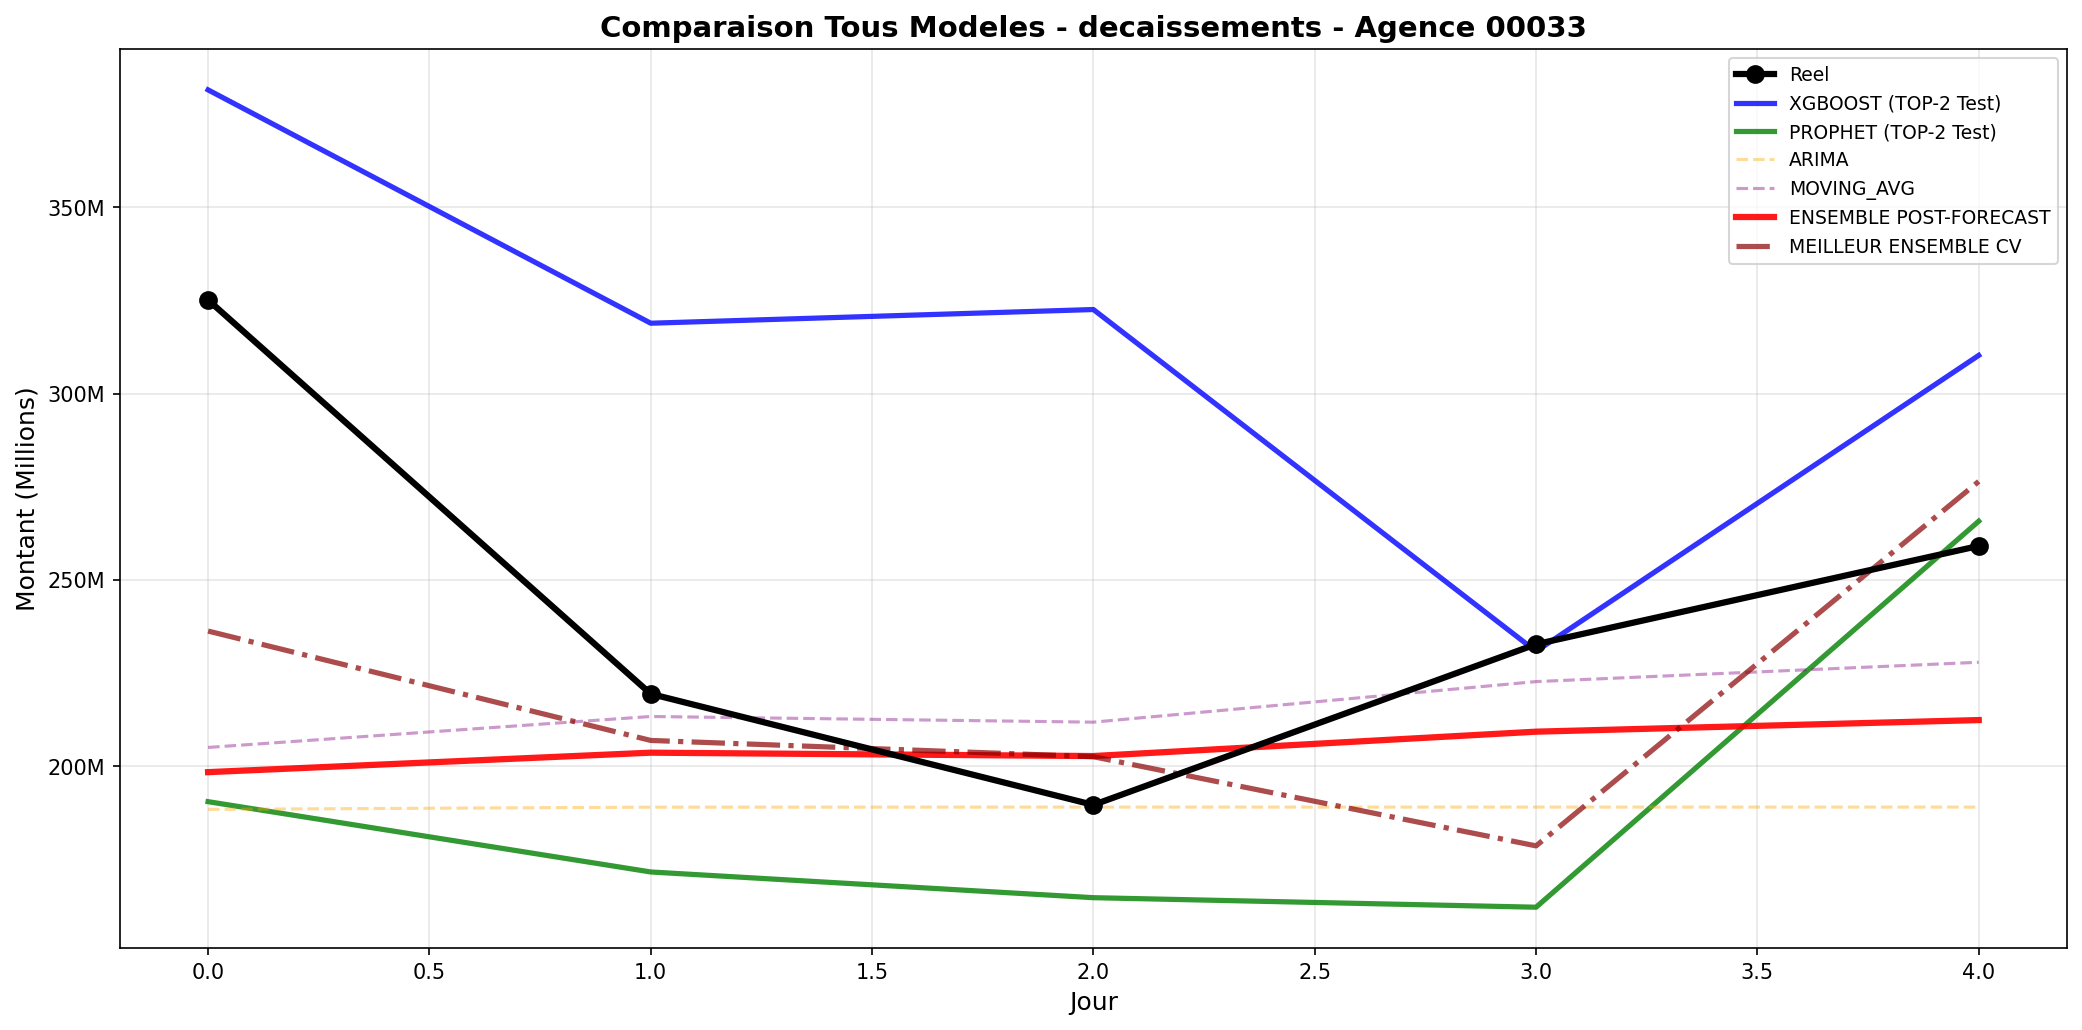 Comparaison Tous Modeles - decaissements - Agence 00033
Reel
XGBOOST (TOP-2 Test)
PROPHET (TOP-2 Test)
ARIMA
MOVING_AVG
ENSEMBLE POST-FORECAST
MEILLEUR ENSEMBLE CV
Montant (Millions)
350M
300M
250M
200M
0.0 0.5 1.0 1.5 2.0 2.5 3.0 3.5 4.0
Jour